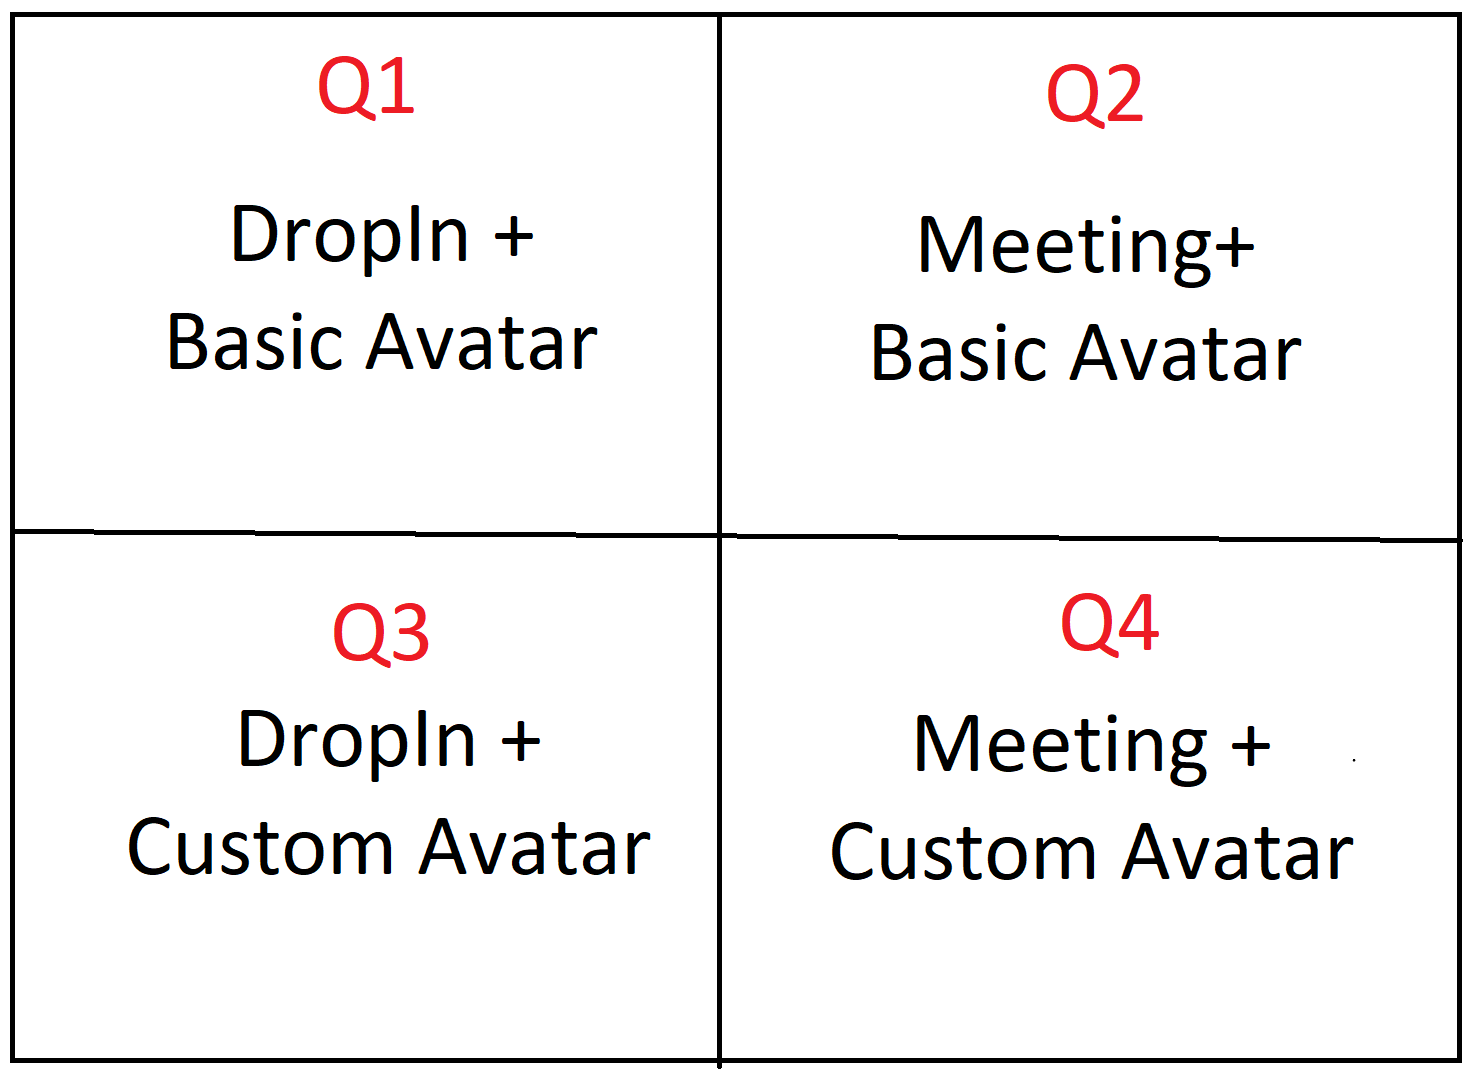 Q1
DropIn +
Basic Avatar
Q2
Meeting+
Basic Avatar
Q3
DropIn +
Custom Avatar
Q4
Meeting +
Custom Avatar